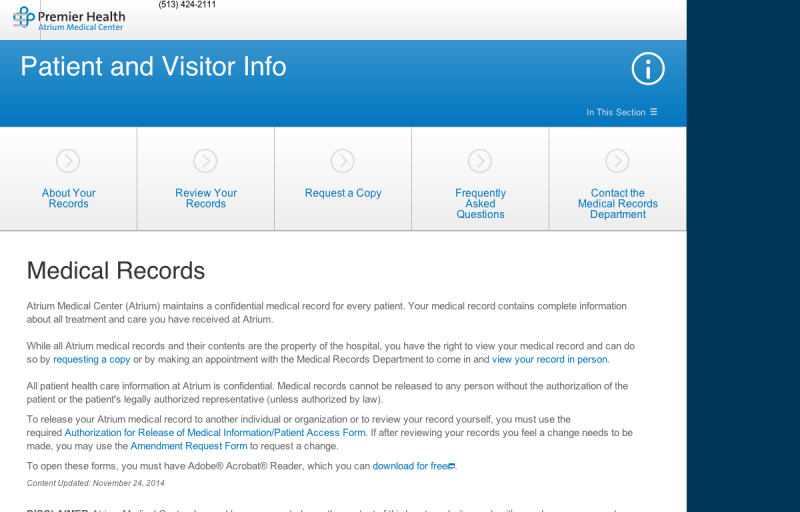 (513) 424-2111
Premier Health
Atrium Medical Center
Patient and Visitor Info
In This Section
About Your
Records
Review Your
Records
Request a Copy
Frequently
Asked
Questions
Contact the
Medical Records
Department
Medical Records
Atrium Medical Center (Atrium) maintains a confidential medical record for every patient. Your medical record contains complete information
about all treatment and care you have received at Atrium.
While all Atrium medical records and their contents are the property of the hospital, you have the right to view your medical record and can do
so by requesting a copy or by making an appointment with the Medical Records Department to come in and view your record in person.
All patient health care information at Atrium is confidential. Medical records cannot be released to any person without the authorization of the
patient or the patient's legally authorized representative (unless authorized by law).
To release your Atrium medical record to another individual or organization or to review your record yourself, you must use the
required Authorization for Release of Medical Information/Patient Access Form. If after reviewing your records you feel a change needs to be
made, you may use the Amendment Request Form to request a change.
To open these forms, you must have Adobe® Acrobat® Reader, which you can download for free.
Content Updated: November 24, 2014